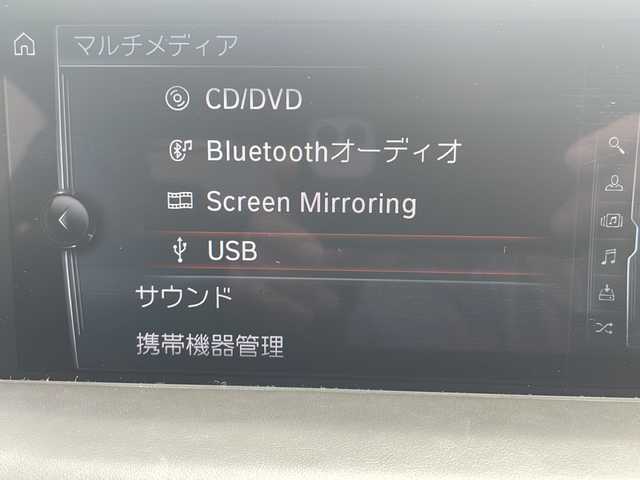 マルチメディア
CD/DVD
Bluetoothオーディオ
Screen Mirroring
USB
サウンド
携帯機器管理